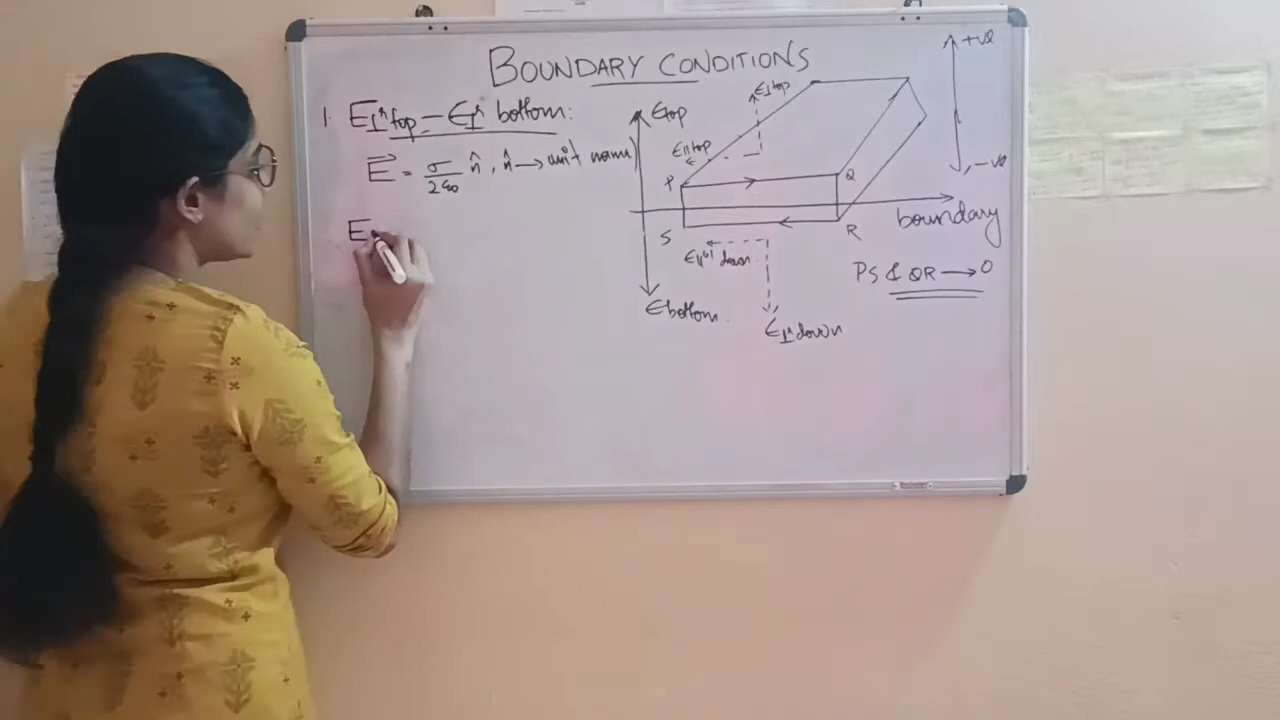 BOUNDARY CONDITIONS
1. E⊥ʳ top – E⊥ʳ bottom:
E⃗ = σ/2ε₀ n̂, n̂ → unit normal
E
+ve
–ve
Etop
E⊥top
E||top
P
Q
S
R
boundary
E||ˡˡ down
PS & QR → 0
Ebottom
E⊥ʳ down